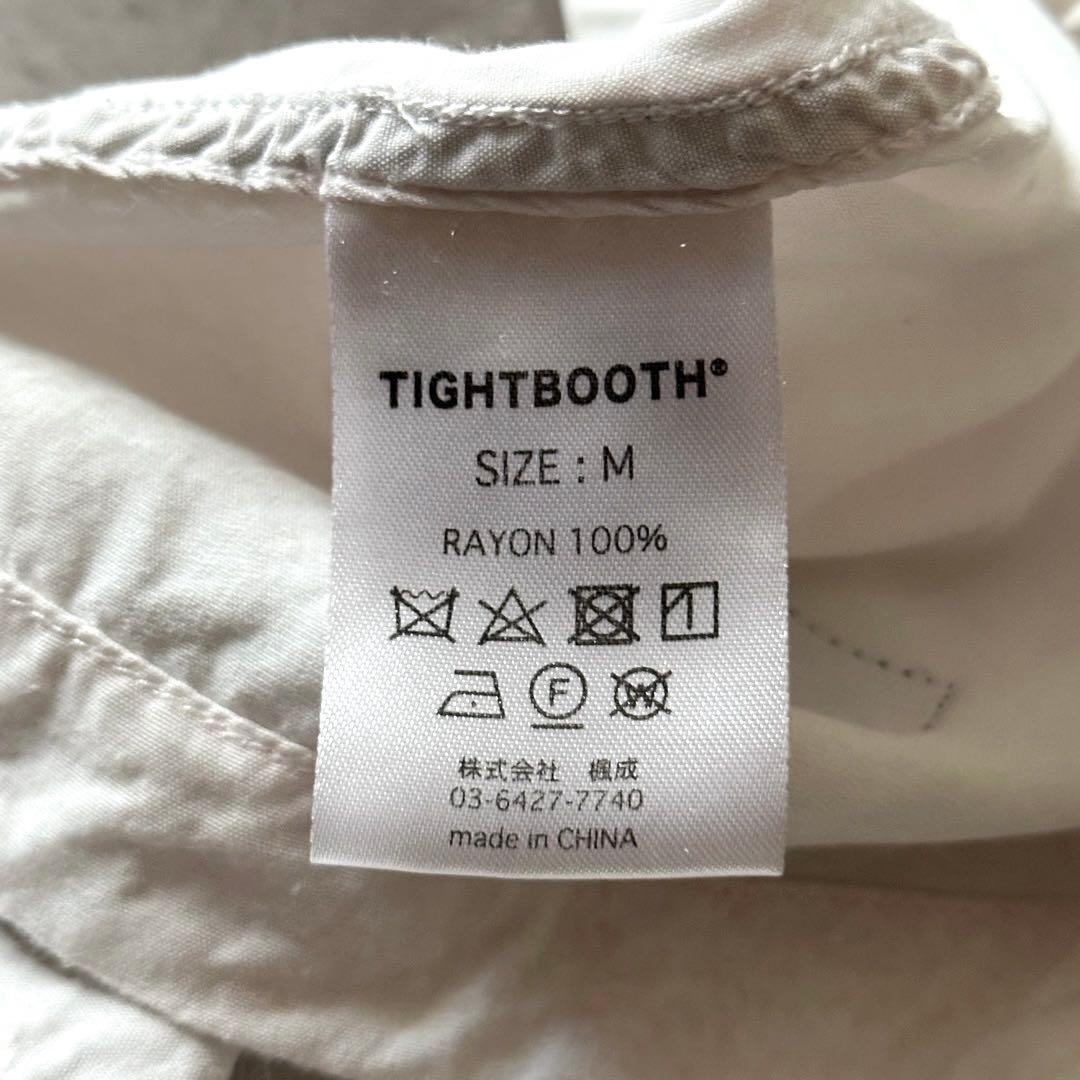 TIGHTBOOTH®
SIZE : M
RAYON 100%
F W
株式会社 楓成
03-6427-7740
made in CHINA